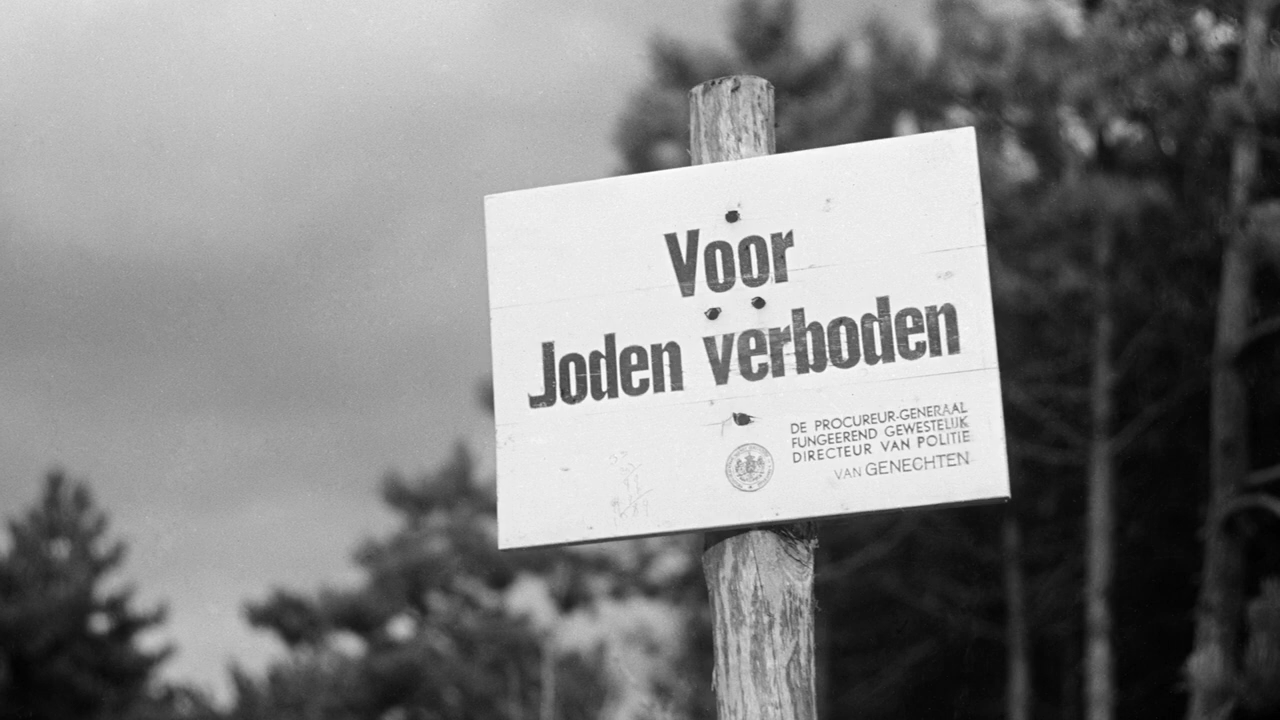 Voor
Joden verboden
DE PROCUREUR-GENERAAL
FUNGEEREND GEWESTELIJK
DIRECTEUR VAN POLITIE
VAN GENECHTEN